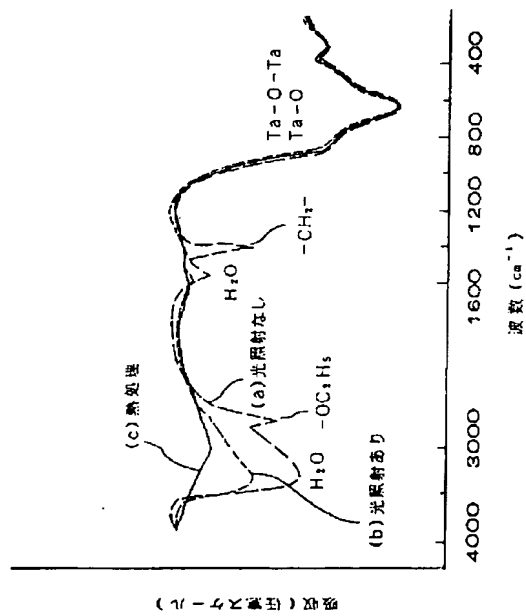 吸収(任意スケール)
(c)熱処理
(a)光照射なし
-OC₂H₅
H₂O
(b)光照射あり
H₂O
-CH₂-
Ta-O-Ta
Ta-O
4000
3000
1600
1200
800
400
波数(cm⁻¹)